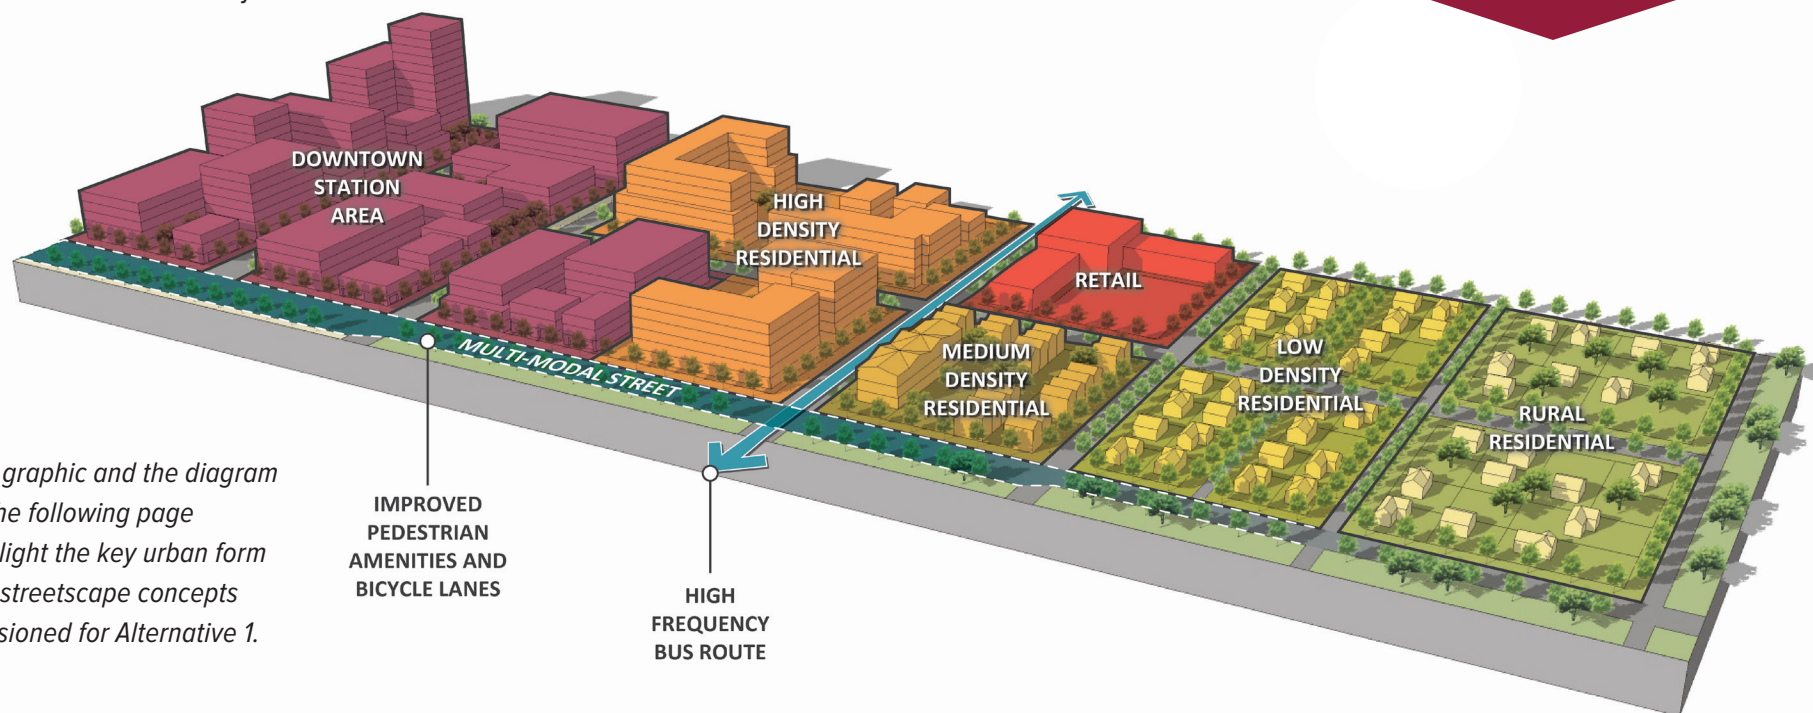 DOWNTOWN
STATION
AREA
HIGH
DENSITY
RESIDENTIAL
RETAIL
MEDIUM
DENSITY
RESIDENTIAL
LOW
DENSITY
RESIDENTIAL
RURAL
RESIDENTIAL
MULTI-MODAL STREET
IMPROVED
PEDESTRIAN
AMENITIES AND
BICYCLE LANES
HIGH
FREQUENCY
BUS ROUTE
graphic and the diagram
he following page
light the key urban form
streetscape concepts
sioned for Alternative 1.